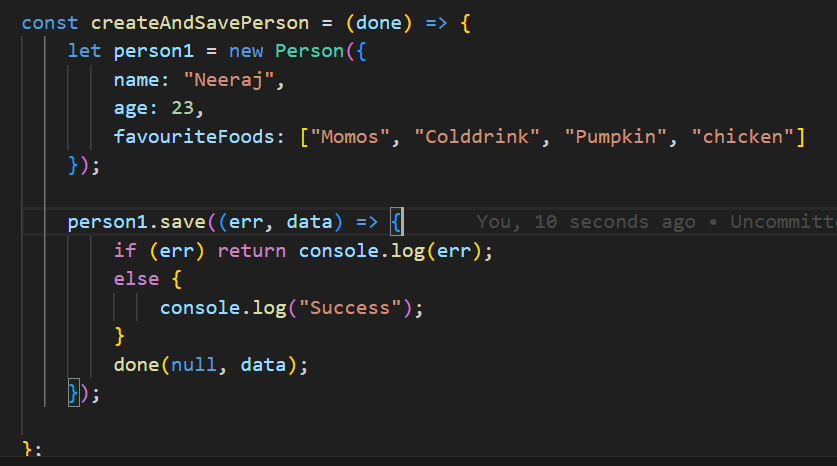 const createAndSavePerson = (done) => {
let person1 = new Person({
name: "Neeraj",
age: 23,
favouriteFoods: ["Momos", "Colddrink", "Pumpkin", "chicken"]
});
person1.save((err, data) => { You, 10 seconds ago • Uncommitte
if (err) return console.log(err);
else {
console.log("Success");
}
done(null, data);
});
};